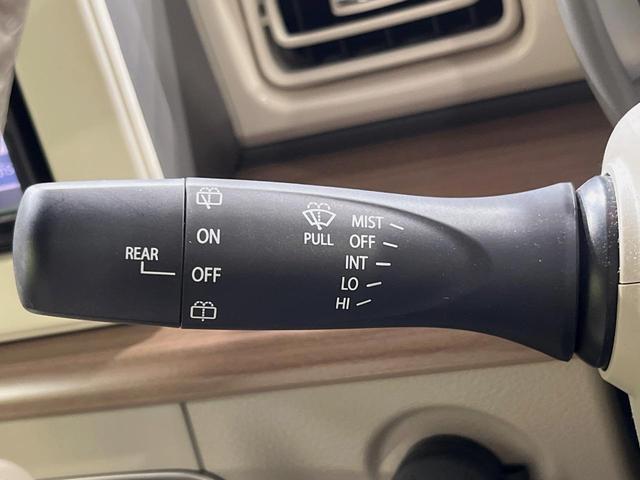 REAR
ON
OFF
PULL
MIST
OFF
INT
LO
HI